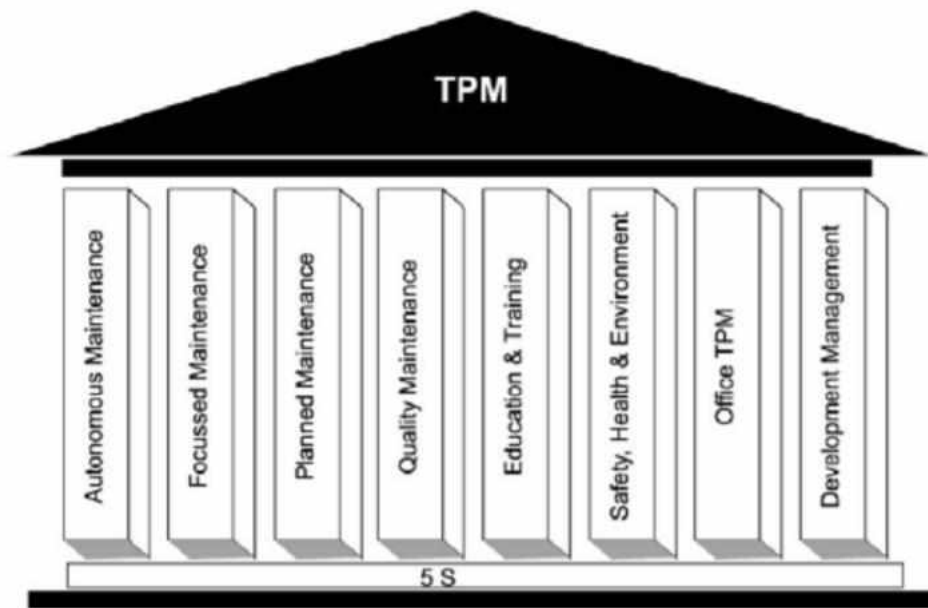 TPM
Autonomous Maintenance
Focussed Maintenance
Planned Maintenance
Quality Maintenance
Education & Training
Safety, Health & Environment
Office TPM
Development Management
5 S